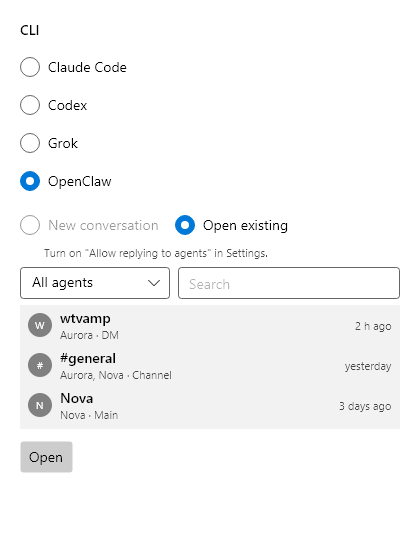 CLI
Claude Code
Codex
Grok
OpenClaw
New conversation Open existing
Turn on "Allow replying to agents" in Settings.
All agents Search
W wtvamp 2 h ago
Aurora · DM
# #general yesterday
Aurora, Nova · Channel
N Nova 3 days ago
Nova · Main
Open